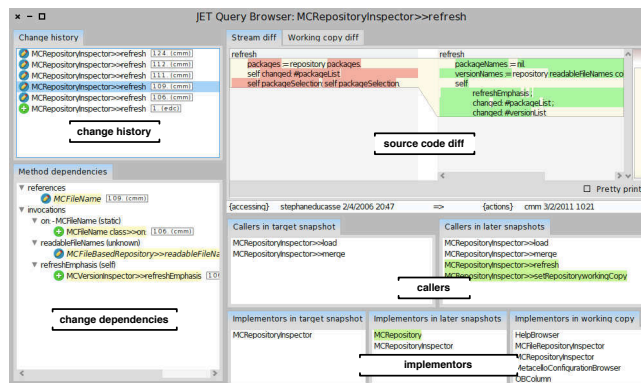 JET Query Browser: MCRepositoryInspector>>refresh
Change history
MCRepositoryInspector>>refresh 124 (cmm)
MCRepositoryInspector>>refresh 112 (cmm)
MCRepositoryInspector>>refresh 111 (cmm)
MCRepositoryInspector>>refresh 109 (cmm)
MCRepositoryInspector>>refresh 106 (cmm)
MCRepositoryInspector>>refresh 1 (edc)
change history
Stream diff Working copy diff
refresh
packages := repository packages.
self changed: #packageList.
self packageSelection: self packageSelection.
refresh
packageNames := nil.
versionNames := repository readableFileNames co
self
refreshEmphasis;
changed: #packageList;
changed: #versionList
source code diff
Pretty print
{accessing} stephaneducasse 2/4/2006 20:47 => {actions} cmm 3/2/2011 10:21
Method dependencies
references
MCFileName 109 (cmm)
invocations
on: - MCFileName (static)
MCFileName class>>on: 106 (cmm)
readableFileNames (unknown)
MCFileBasedRepository>>readableFileNa
refreshEmphasis (self)
MCVersionInspector>>refreshEmphasis
change dependencies
Callers in target snapshot
MCRepositoryInspector>>load
MCRepositoryInspector>>merge
Callers in later snapshots
MCRepositoryInspector>>load
MCRepositoryInspector>>merge
MCRepositoryInspector>>refresh
MCRepositoryInspector>>setRepository:workingCopy:
callers
Implementors in target snapshot
MCRepositoryInspector
Implementors in later snapshots
MCRepository
MCRepositoryInspector
Implementors in working copy
HelpBrowser
MCFileRepositoryInspector
MCRepositoryInspector
MetacelloConfigurationBrowser
OBColumn
implementors